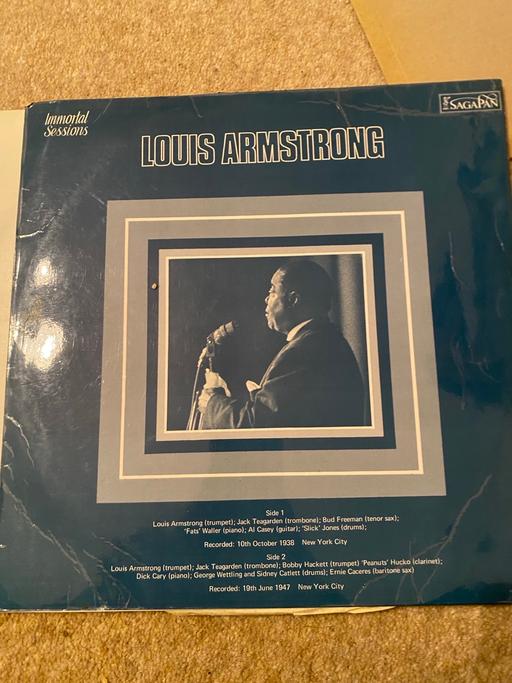 Immortal
Sessions
SAGAPAN
LOUIS ARMSTRONG
Side 1
Louis Armstrong (trumpet); Jack Teagarden (trombone); Bud Freeman (tenor sax);
'Fats' Waller (piano); Al Casey (guitar); 'Slick' Jones (drums);
Recorded: 10th October 1938 New York City
Side 2
Louis Armstrong (trumpet); Jack Teagarden (trombone); Bobby Hackett (trumpet) 'Peanuts' Hucko (clarinet);
Dick Cary (piano); George Wettling and Sidney Catlett (drums); Ernie Caceres (baritone sax)
Recorded: 19th June 1947 New York City